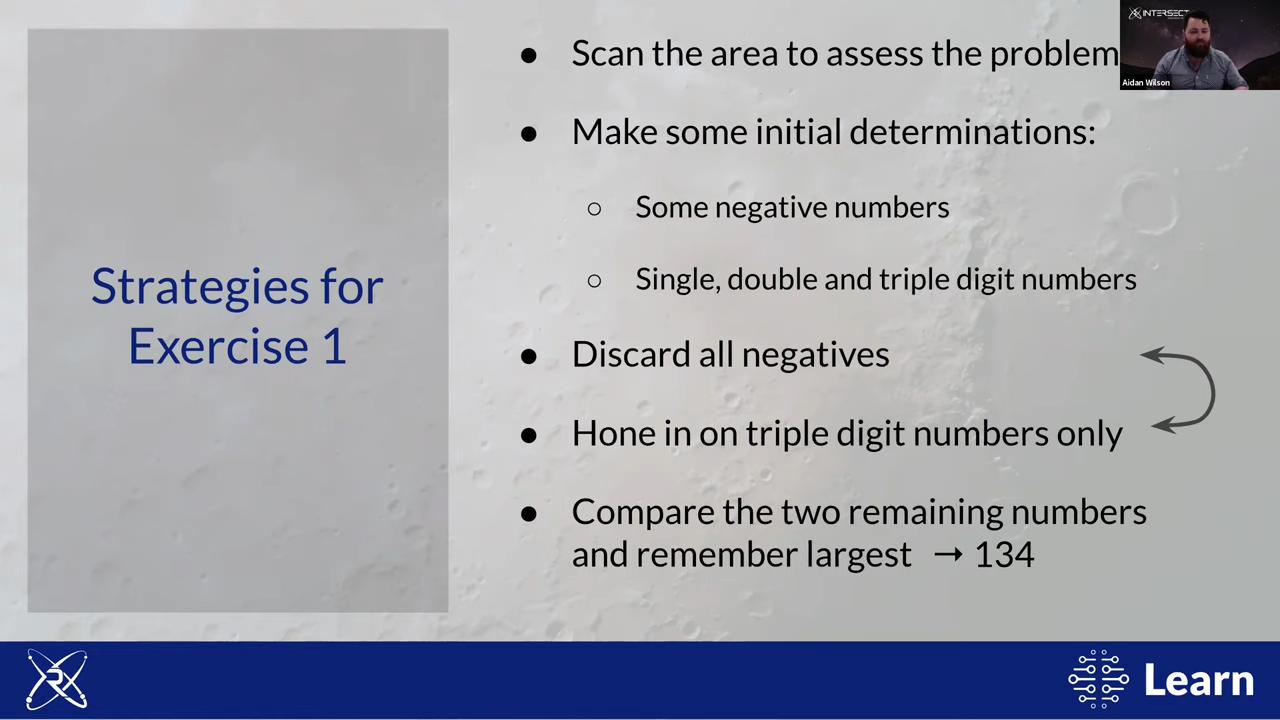 INTERSECT
Aidan Wilson
Strategies for
Exercise 1
● Scan the area to assess the problem
● Make some initial determinations:
○ Some negative numbers
○ Single, double and triple digit numbers
● Discard all negatives
● Hone in on triple digit numbers only
● Compare the two remaining numbers
and remember largest → 134
Learn